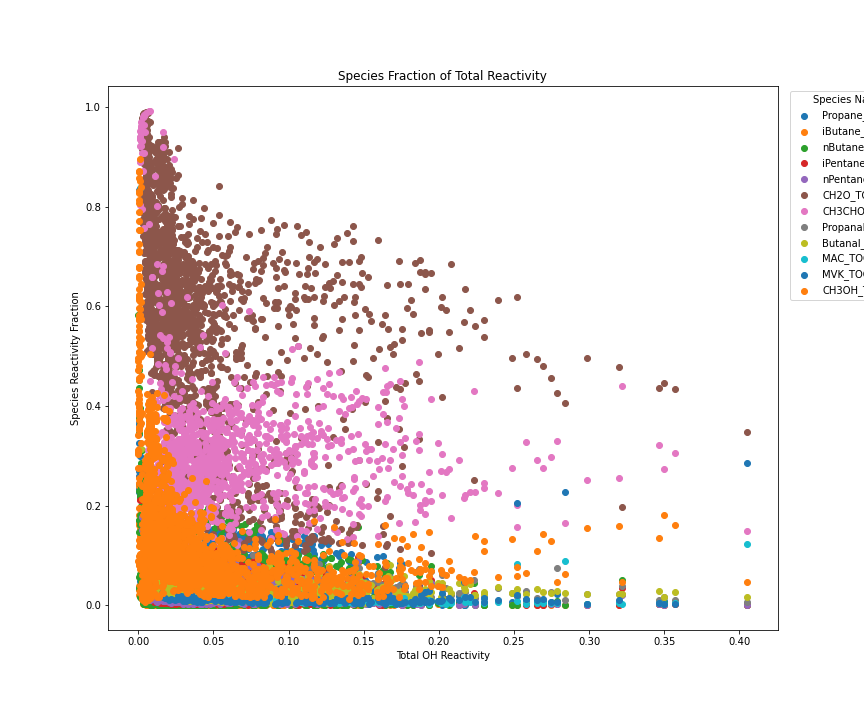 Species Fraction of Total Reactivity
Species Reactivity Fraction
1.0
0.8
0.6
0.4
0.2
0.0
0.00 0.05 0.10 0.15 0.20 0.25 0.30 0.35 0.40
Total OH Reactivity
Species Na
Propane_
iButane_
nButane
iPentane
nPentane
CH2O_TO
CH3CHO
Propanal
Butanal_
MAC_TO
MVK_TO
CH3OH_